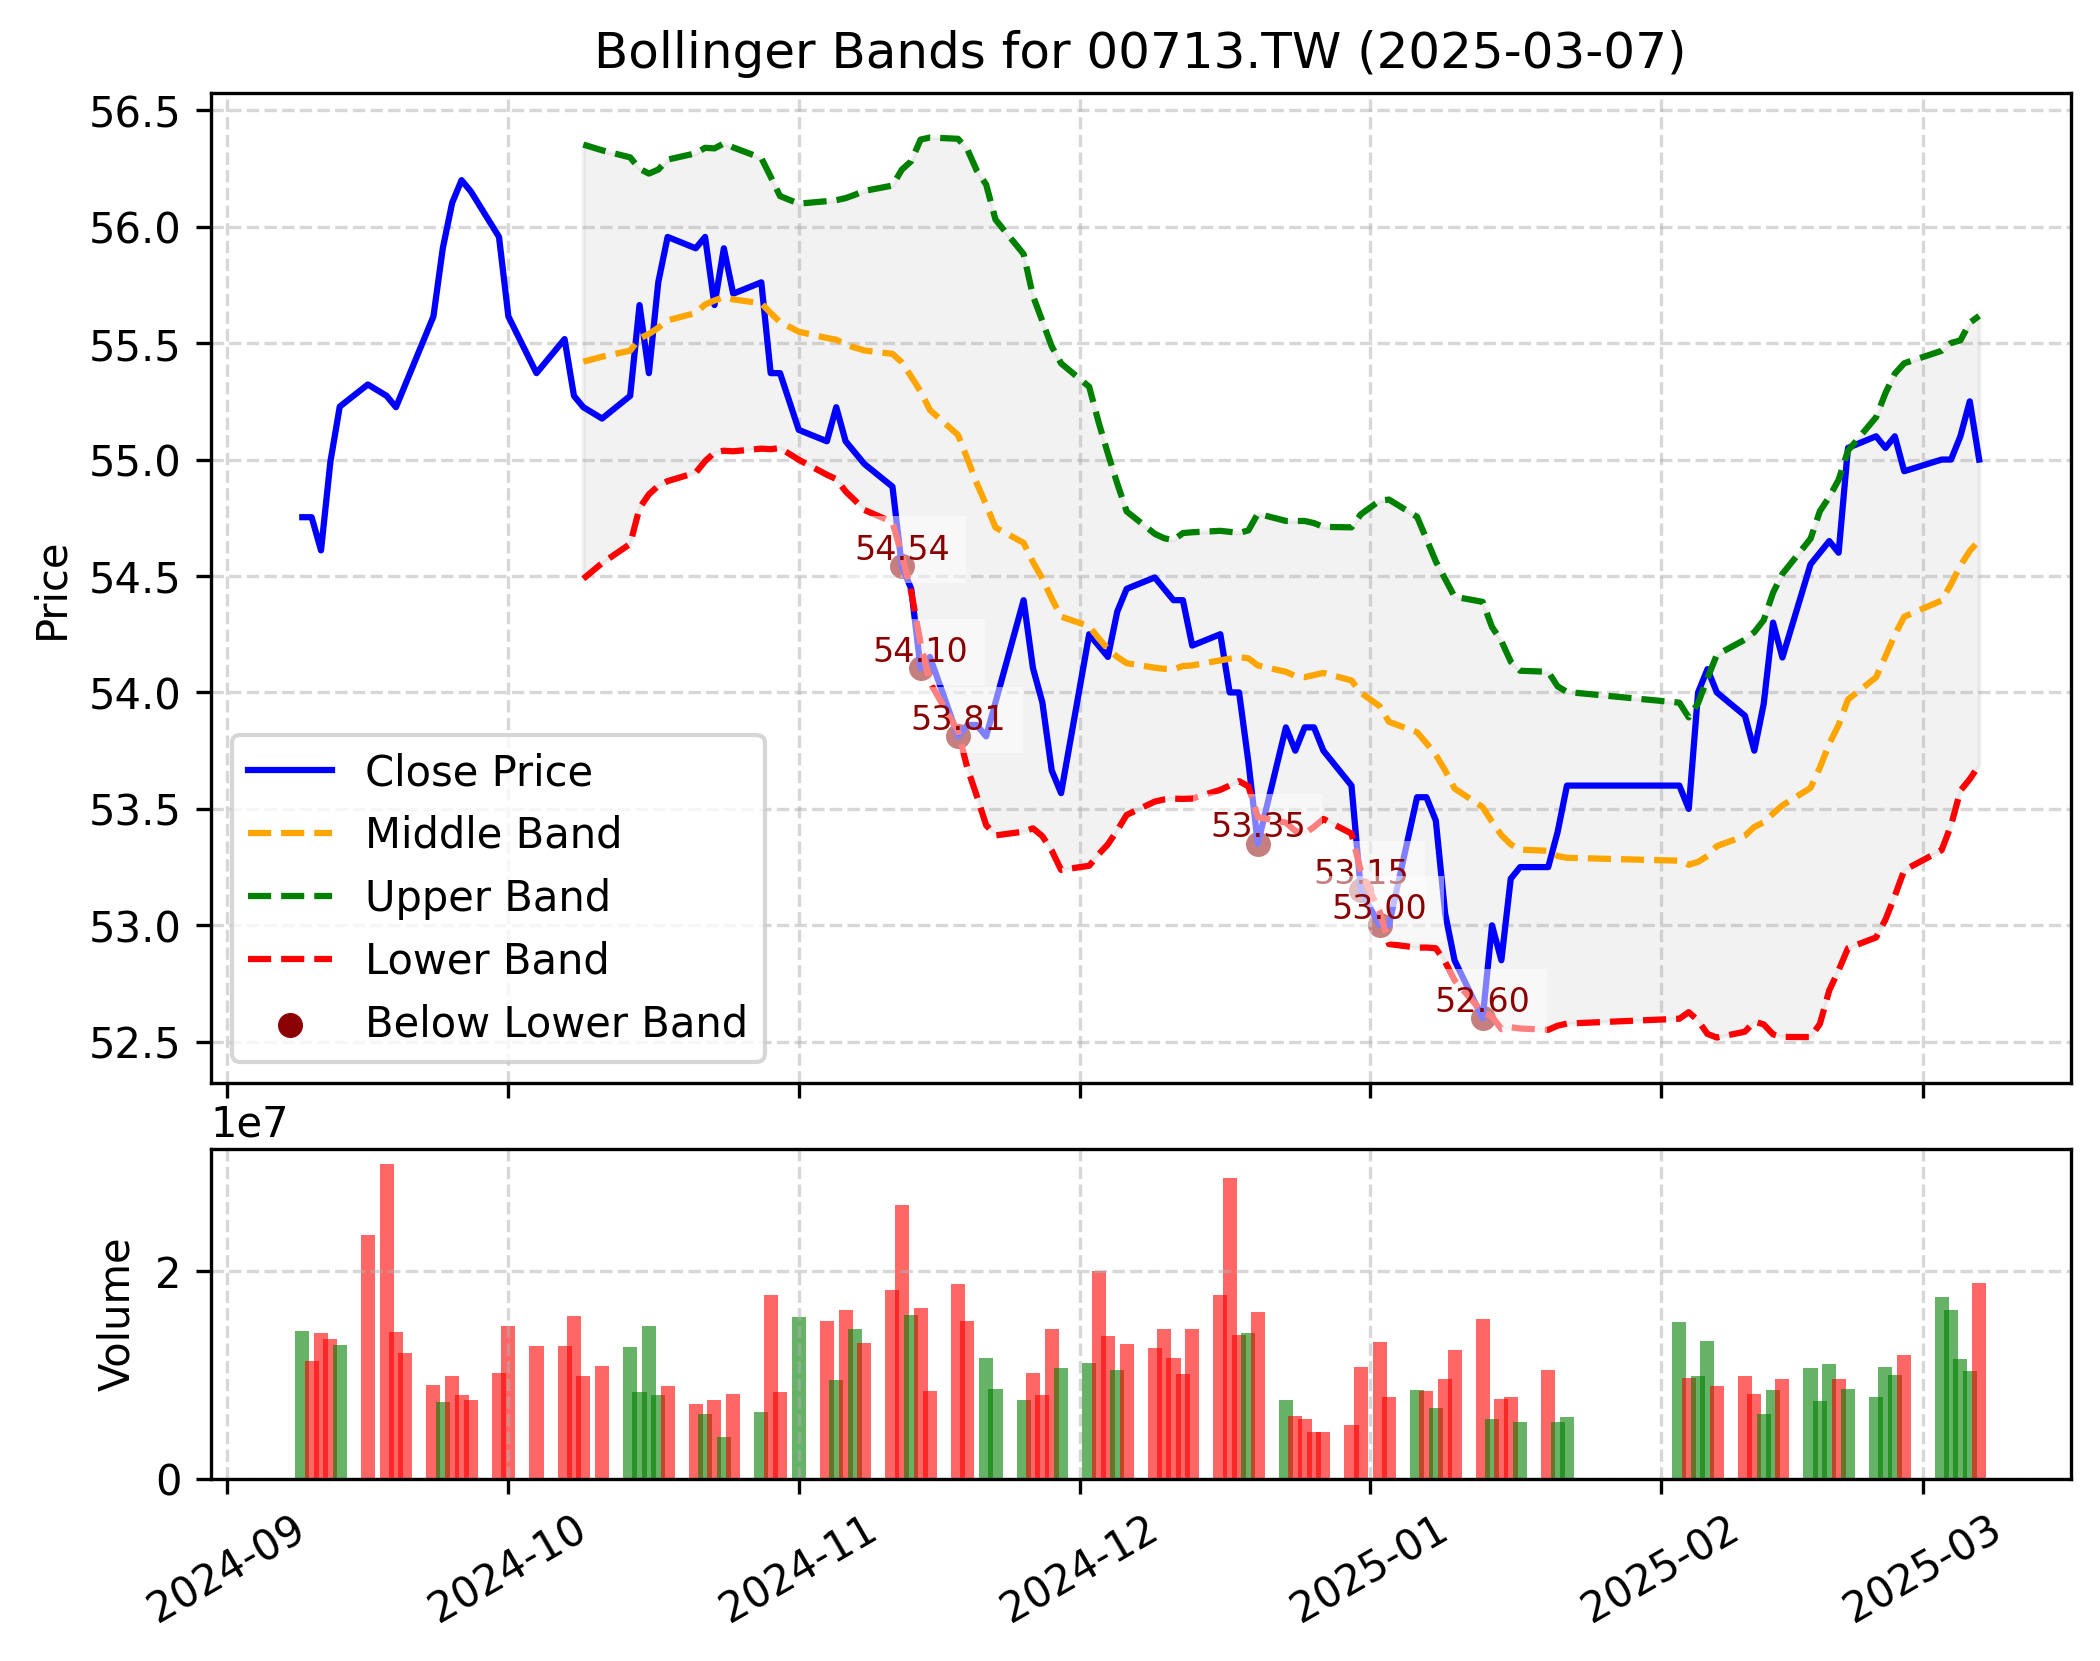 Bollinger Bands for 00713.TW (2025-03-07)
56.5
56.0
55.5
55.0
54.5
54.0
53.5
53.0
52.5
Price
54.54
54.10
53.81
53.35
53.15
53.00
52.60
Close Price
Middle Band
Upper Band
Lower Band
Below Lower Band
1e7
2
0
Volume
2024-09
2024-10
2024-11
2024-12
2025-01
2025-02
2025-03